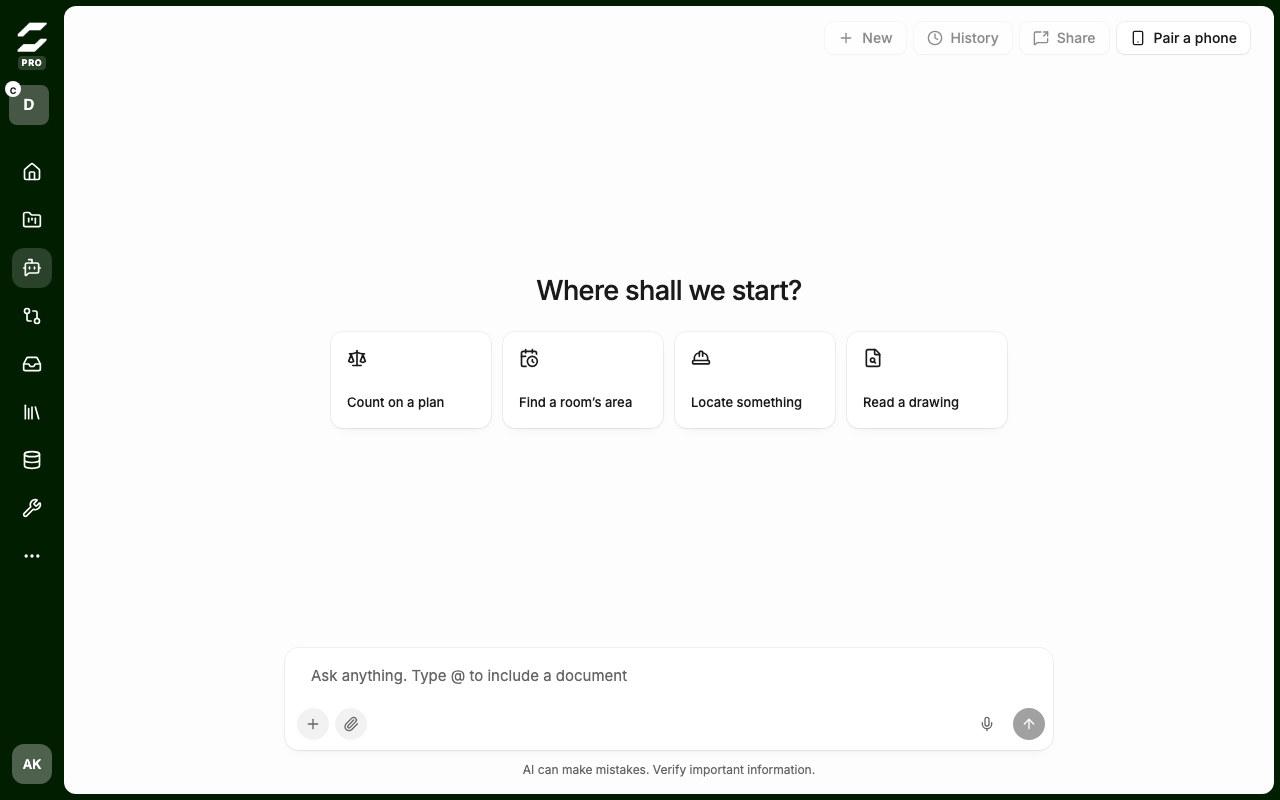 PRO
c
D
New
History
Share
Pair a phone
Where shall we start?
Count on a plan
Find a room’s area
Locate something
Read a drawing
Ask anything. Type @ to include a document
AK
AI can make mistakes. Verify important information.